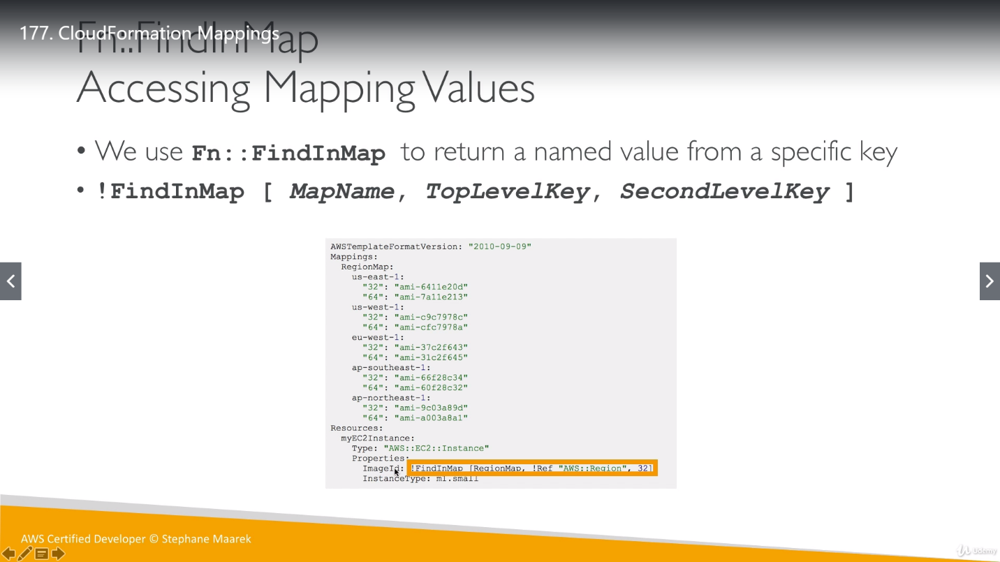 177. CloudFormation Mappings
Fn::FindInMap
Accessing Mapping Values
• We use Fn::FindInMap to return a named value from a specific key
• !FindInMap [ MapName, TopLevelKey, SecondLevelKey ]
AWSTemplateFormatVersion: "2010-09-09"
Mappings:
  RegionMap:
    us-east-1:
      "32": "ami-6411e20d"
      "64": "ami-7a11e213"
    us-west-1:
      "32": "ami-c9c7978c"
      "64": "ami-cfc7978a"
    eu-west-1:
      "32": "ami-37c2f643"
      "64": "ami-31c2f645"
    ap-southeast-1:
      "32": "ami-66f28c34"
      "64": "ami-60f28c32"
    ap-northeast-1:
      "32": "ami-9c03a89d"
      "64": "ami-a003a8a1"
Resources:
  myEC2Instance:
    Type: "AWS::EC2::Instance"
    Properties:
      ImageId: !FindInMap [RegionMap, !Ref "AWS::Region", 32]
      InstanceType: m1.small
AWS Certified Developer © Stephane Maarek
Udemy